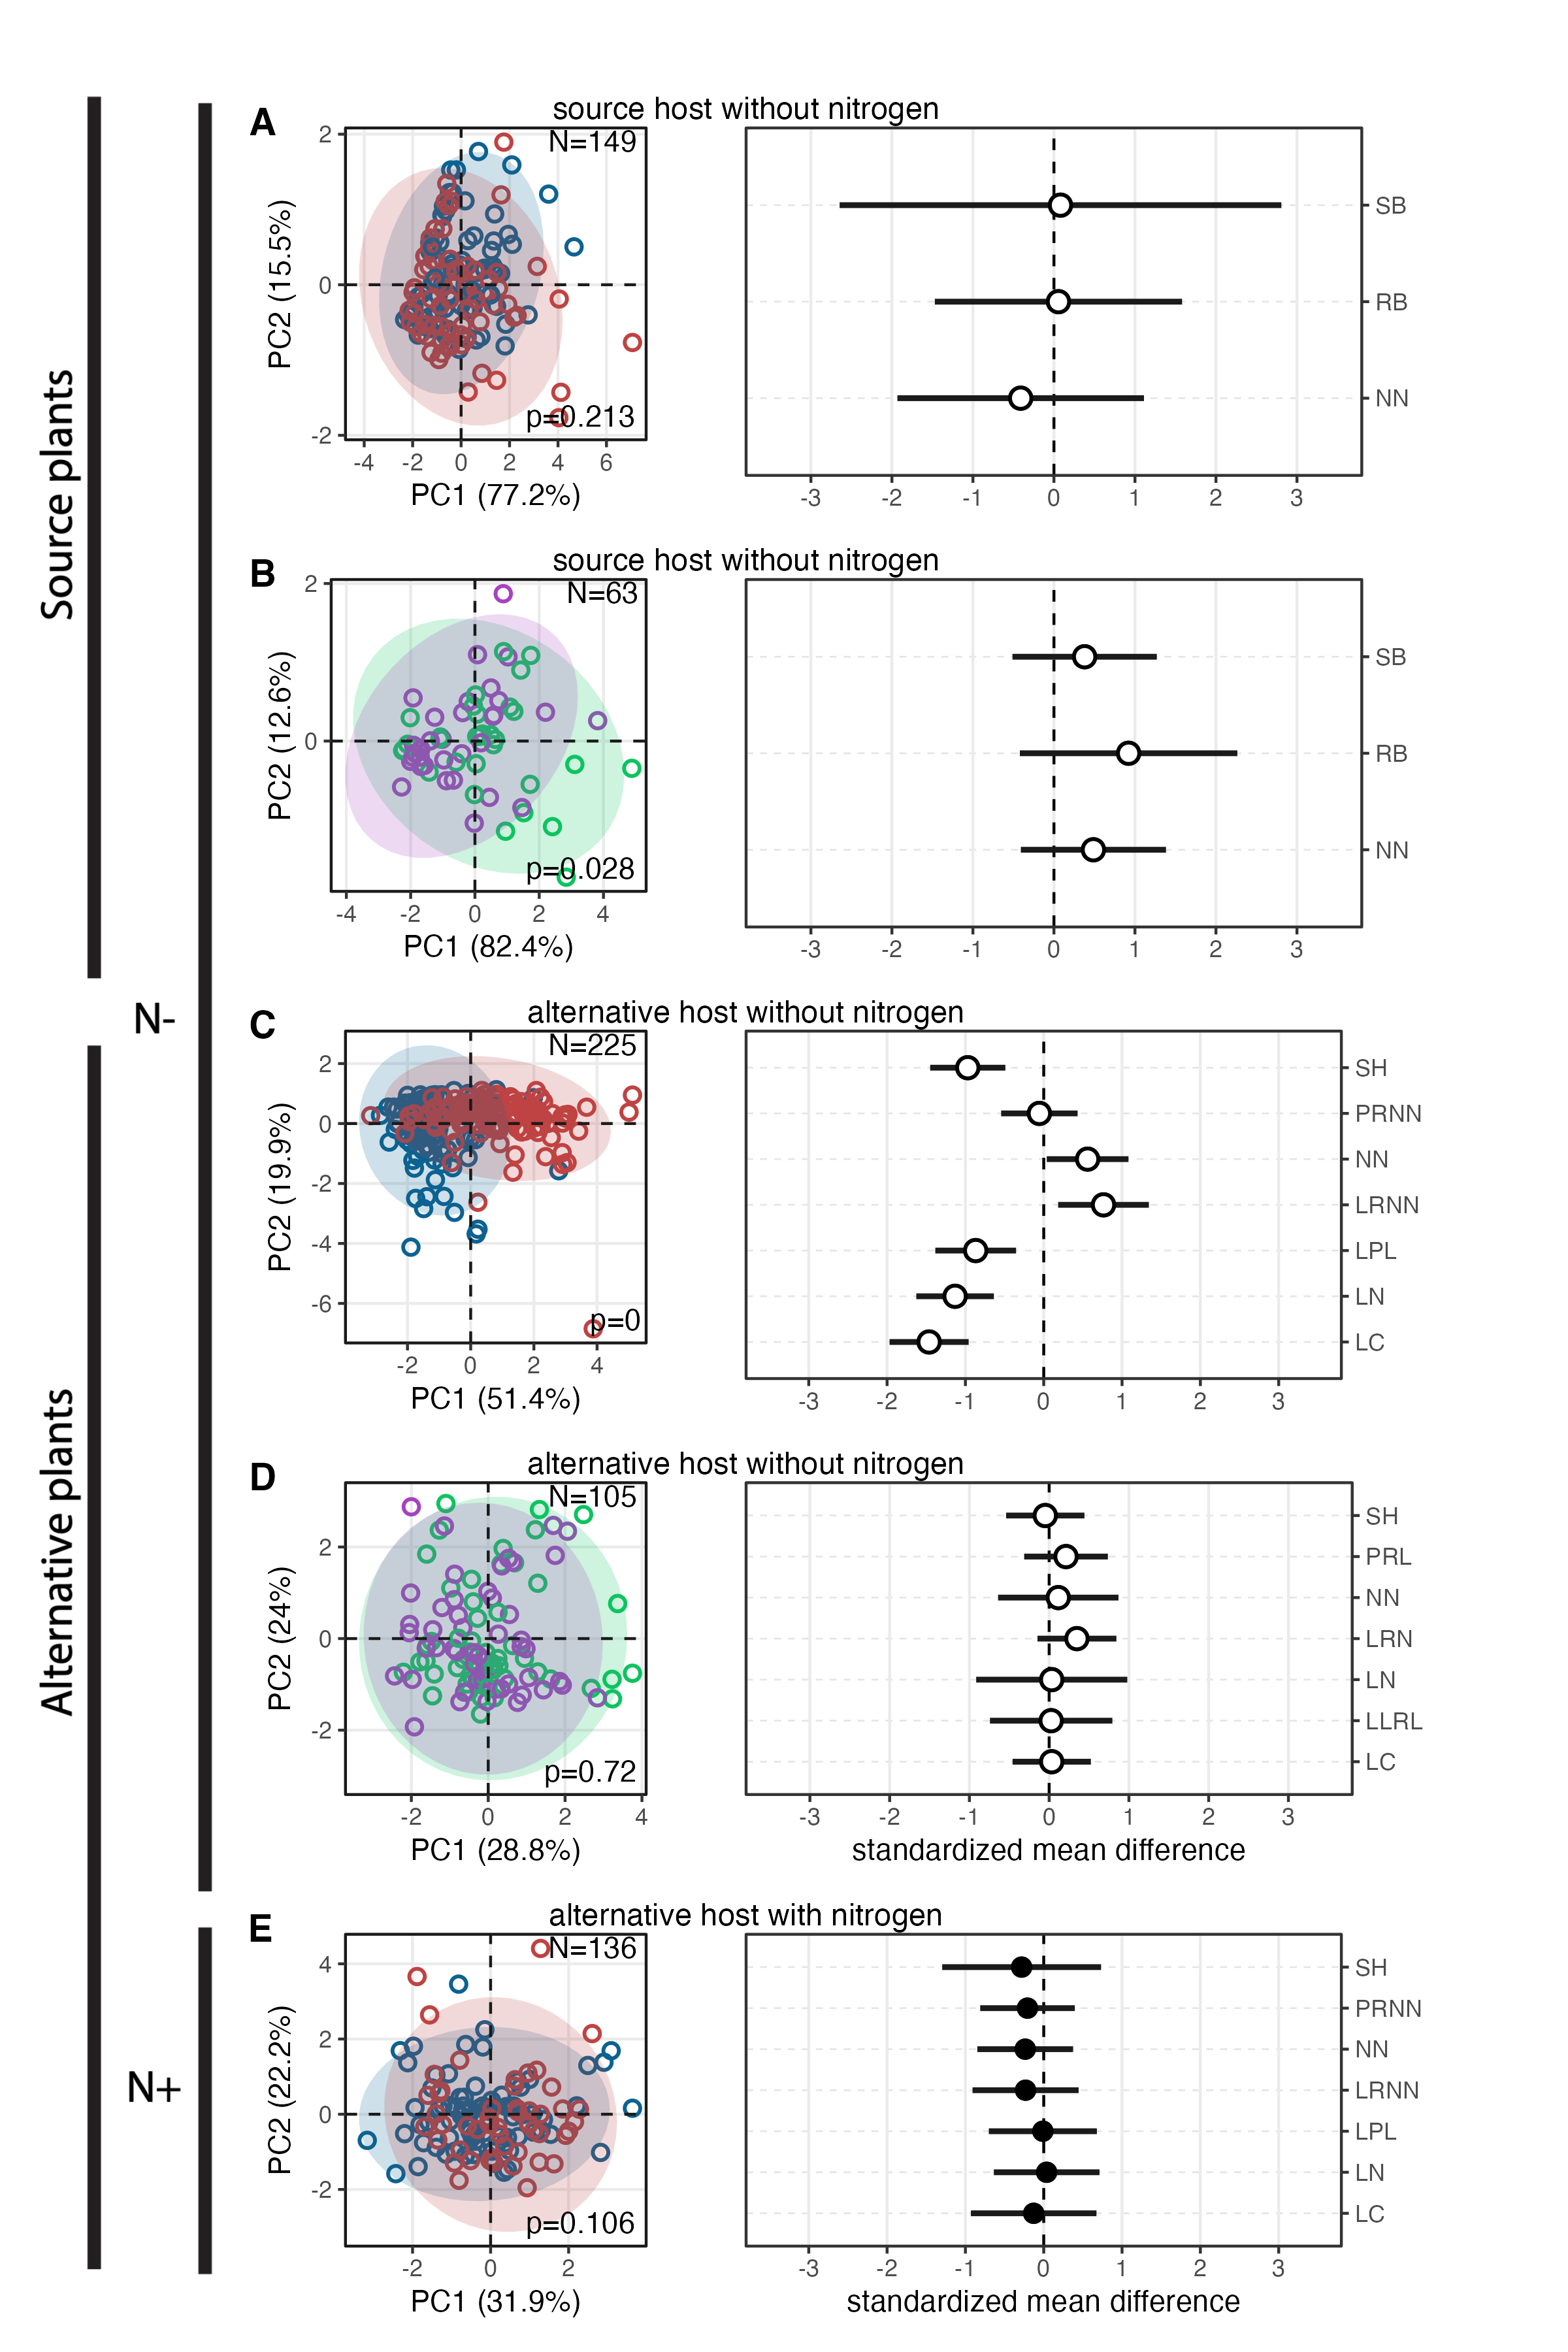 Source plants
Alternative plants
N-
N+
A
source host without nitrogen
N=149
p=0.213
2
0
-2
PC2 (15.5%)
-4 -2 0 2 4 6
PC1 (77.2%)
SB
RB
NN
-3 -2 -1 0 1 2 3
B
source host without nitrogen
N=63
p=0.028
2
0
PC2 (12.6%)
-4 -2 0 2 4
PC1 (82.4%)
SB
RB
NN
-3 -2 -1 0 1 2 3
C
alternative host without nitrogen
N=225
p=0
2
0
-2
-4
-6
PC2 (19.9%)
-2 0 2 4
PC1 (51.4%)
SH
PRNN
NN
LRNN
LPL
LN
LC
-3 -2 -1 0 1 2 3
D
alternative host without nitrogen
N=105
p=0.72
2
0
-2
PC2 (24%)
-2 0 2 4
PC1 (28.8%)
SH
PRL
NN
LRN
LN
LLRL
LC
-3 -2 -1 0 1 2 3
standardized mean difference
E
alternative host with nitrogen
N=136
p=0.106
4
2
0
-2
PC2 (22.2%)
-2 0 2
PC1 (31.9%)
SH
PRNN
NN
LRNN
LPL
LN
LC
-3 -2 -1 0 1 2 3
standardized mean difference